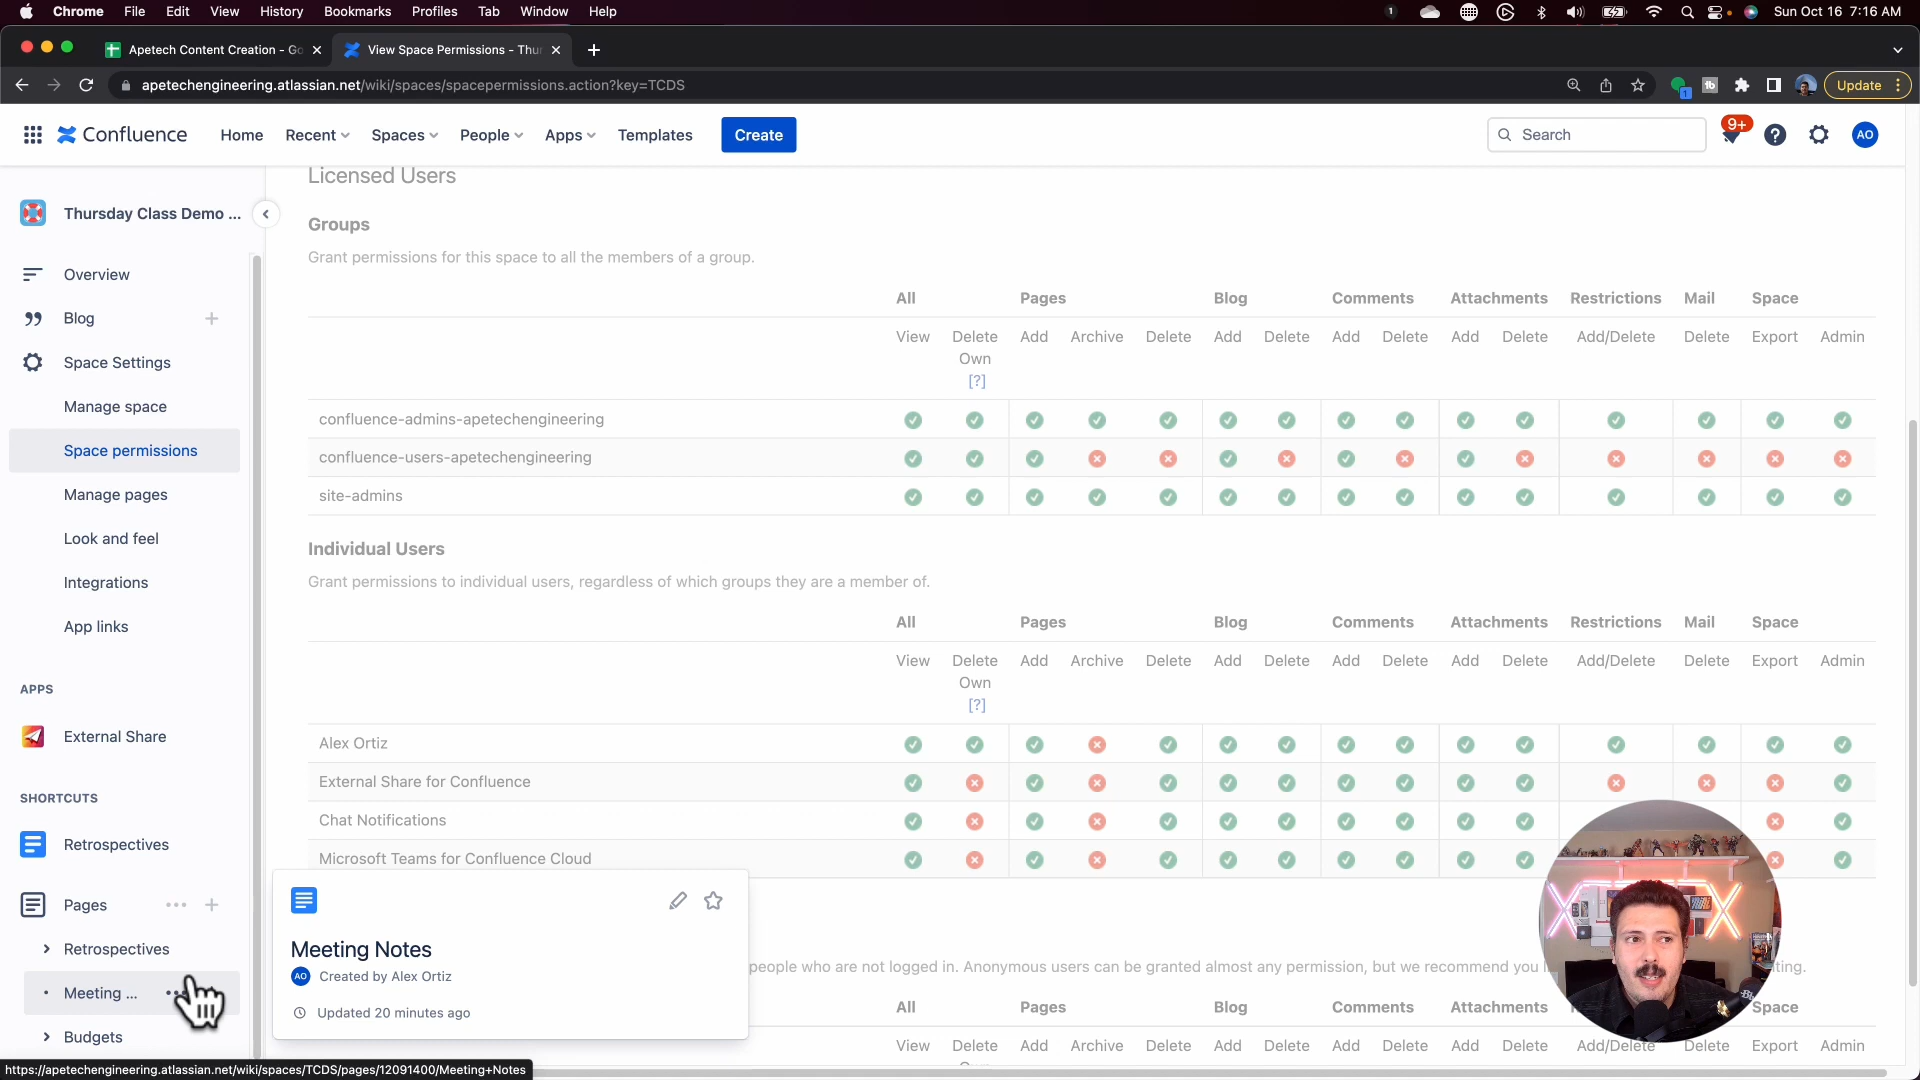 Chrome File Edit View History Bookmarks Profiles Tab Window Help
1 Sun Oct 16 7:16 AM
Apetech Content Creation - Go
View Space Permissions - Thur
apetechengineering.atlassian.net/wiki/spaces/spacepermissions.action?key=TCDS
1 tb Update
Confluence Home Recent Spaces People Apps Templates Create Search 9+ ? AO
Thursday Class Demo ...
Overview
Blog
Space Settings
Manage space
Space permissions
Manage pages
Look and feel
Integrations
App links
APPS
External Share
SHORTCUTS
Retrospectives
Pages
Retrospectives
Meeting ...
Budgets
Licensed Users
Groups
Grant permissions for this space to all the members of a group.
All Pages Blog Comments Attachments Restrictions Mail Space
View Delete Own [?] Add Archive Delete Add Delete Add Delete Add Delete Add/Delete Delete Export Admin
confluence-admins-apetechengineering
confluence-users-apetechengineering
site-admins
Individual Users
Grant permissions to individual users, regardless of which groups they are a member of.
All Pages Blog Comments Attachments Restrictions Mail Space
View Delete Own [?] Add Archive Delete Add Delete Add Delete Add Delete Add/Delete Delete Export Admin
Alex Ortiz
External Share for Confluence
Chat Notifications
Microsoft Teams for Confluence Cloud
Meeting Notes
AO Created by Alex Ortiz
Updated 20 minutes ago
people who are not logged in. Anonymous users can be granted almost any permission, but we recommend you
All Pages Blog Comments Attachments Space
View Delete Add Archive Delete Add Delete Add Delete Add Delete Add/Delete Delete Export Admin
https://apetechengineering.atlassian.net/wiki/spaces/TCDS/pages/12091400/Meeting+Notes